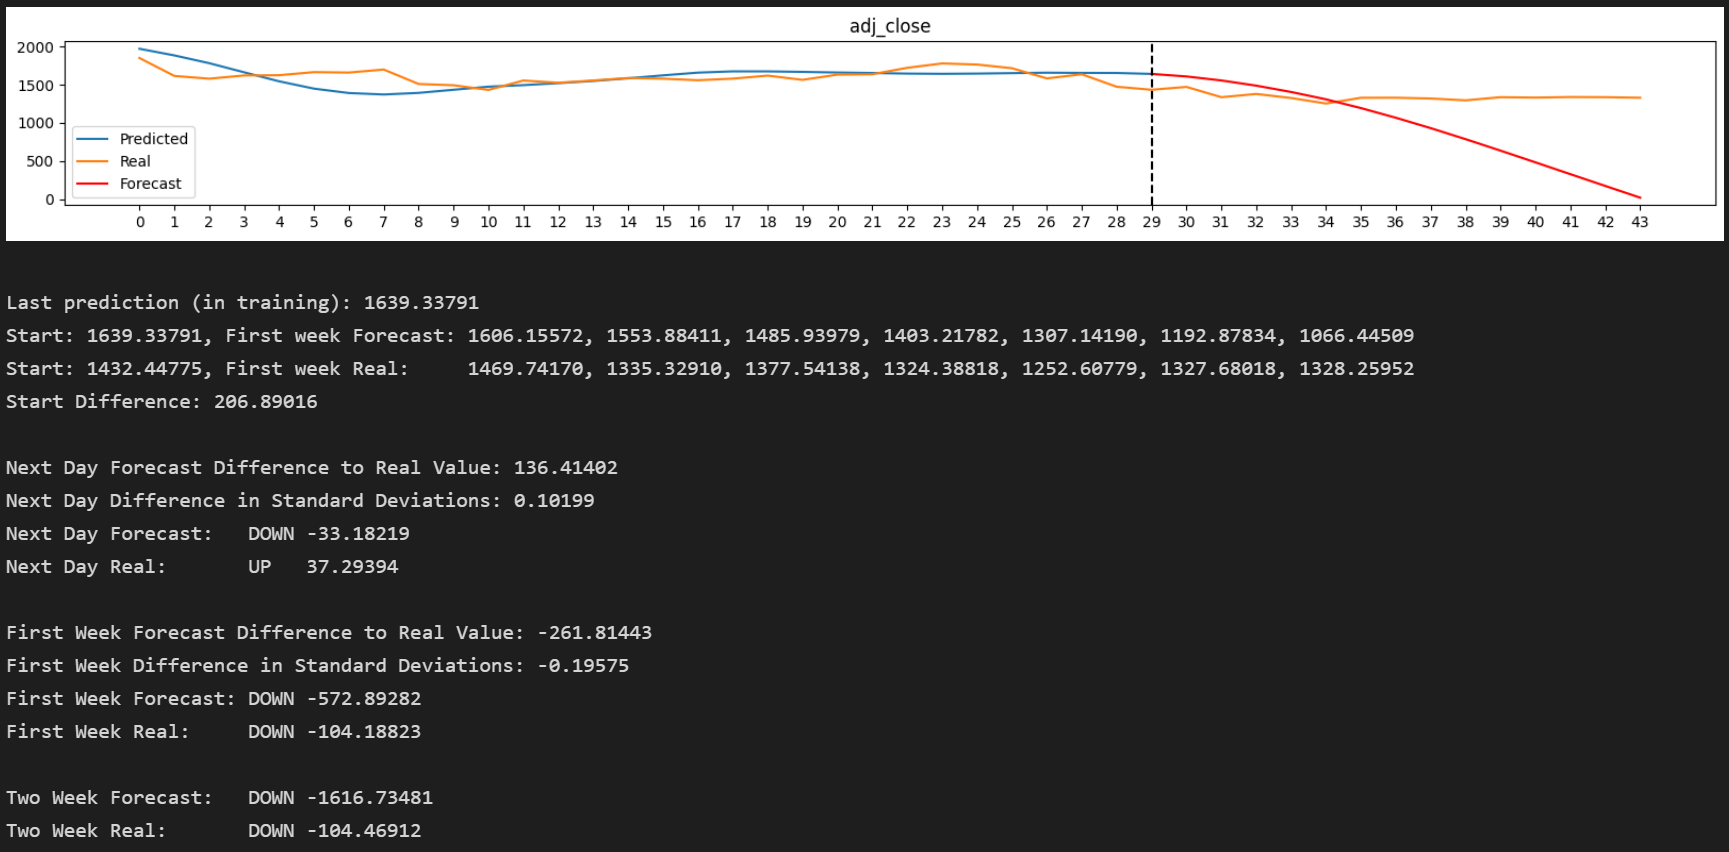 adj_close
2000
1500
1000
500
0
Predicted
Real
Forecast
0 1 2 3 4 5 6 7 8 9 10 11 12 13 14 15 16 17 18 19 20 21 22 23 24 25 26 27 28 29 30 31 32 33 34 35 36 37 38 39 40 41 42 43
Last prediction (in training): 1639.33791
Start: 1639.33791, First week Forecast: 1606.15572, 1553.88411, 1485.93979, 1403.21782, 1307.14190, 1192.87834, 1066.44509
Start: 1432.44775, First week Real:     1469.74170, 1335.32910, 1377.54138, 1324.38818, 1252.60779, 1327.68018, 1328.25952
Start Difference: 206.89016
Next Day Forecast Difference to Real Value: 136.41402
Next Day Difference in Standard Deviations: 0.10199
Next Day Forecast:   DOWN -33.18219
Next Day Real:       UP   37.29394
First Week Forecast Difference to Real Value: -261.81443
First Week Difference in Standard Deviations: -0.19575
First Week Forecast: DOWN -572.89282
First Week Real:     DOWN -104.18823
Two Week Forecast:   DOWN -1616.73481
Two Week Real:       DOWN -104.46912